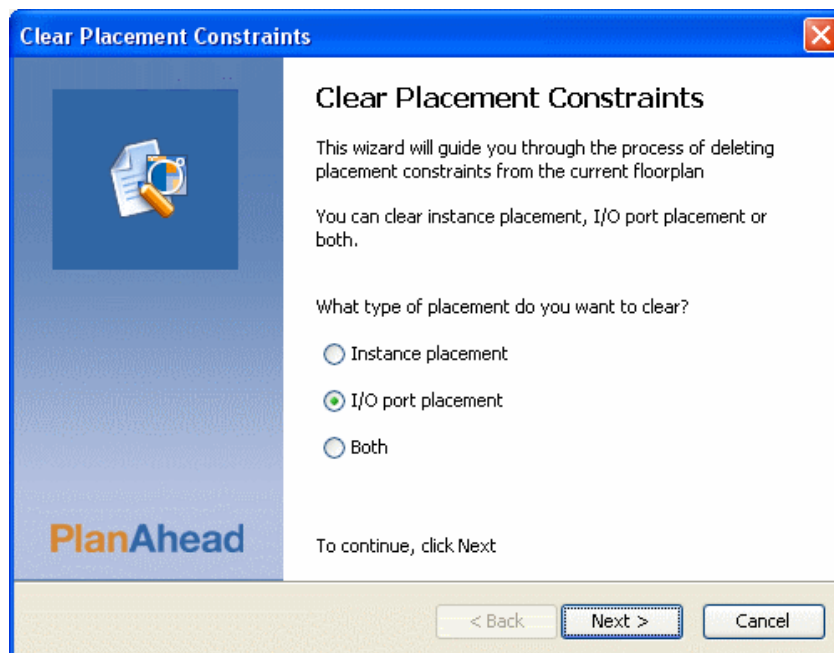 Clear Placement Constraints
Clear Placement Constraints
This wizard will guide you through the process of deleting
placement constraints from the current floorplan
You can clear instance placement, I/O port placement or
both.
What type of placement do you want to clear?
Instance placement
I/O port placement
Both
PlanAhead
To continue, click Next
< Back
Next >
Cancel